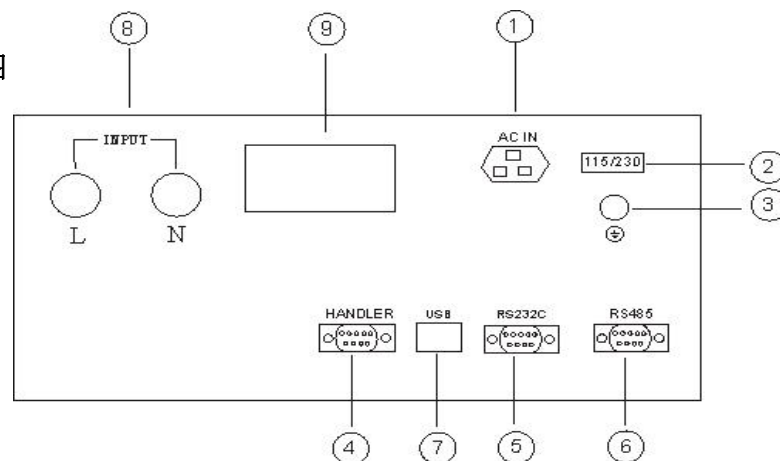 8 9 1
AC IN
INPUT
115/230 2
3
L N
HANDLER USB RS232C RS485
4 7 5 6